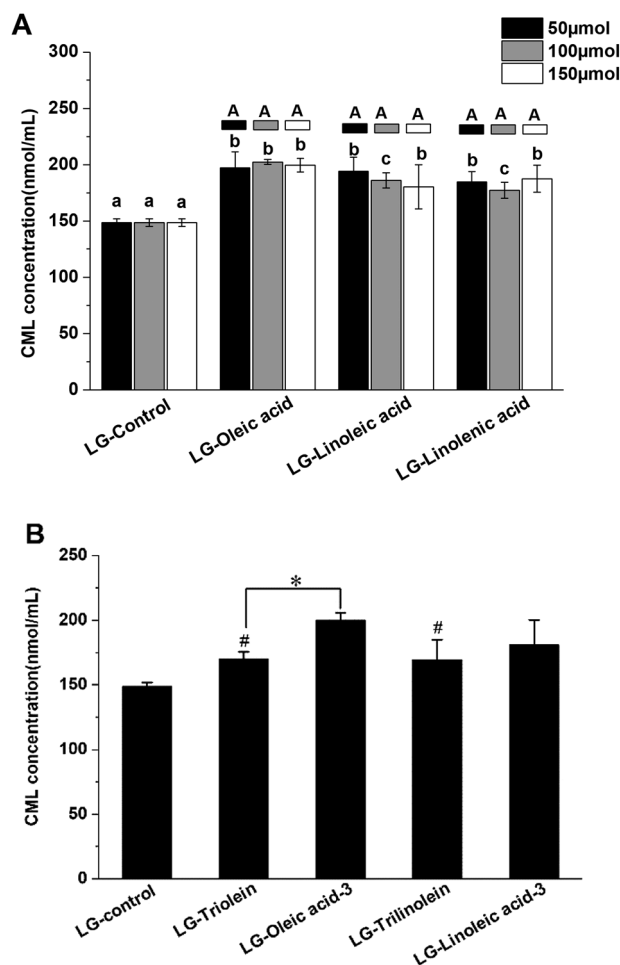 A
50µmol
100µmol
150µmol
CML concentration(nmol/mL)
300
250
200
150
100
50
0
A A A A A A A A A
b b b b c b b c b
a a a
LG-Control
LG-Oleic acid
LG-Linoleic acid
LG-Linolenic acid
B
CML concentration(nmol/mL)
250
200
150
100
50
0
*
# #
LG-control
LG-Triolein
LG-Oleic acid-3
LG-Trilinolein
LG-Linoleic acid-3